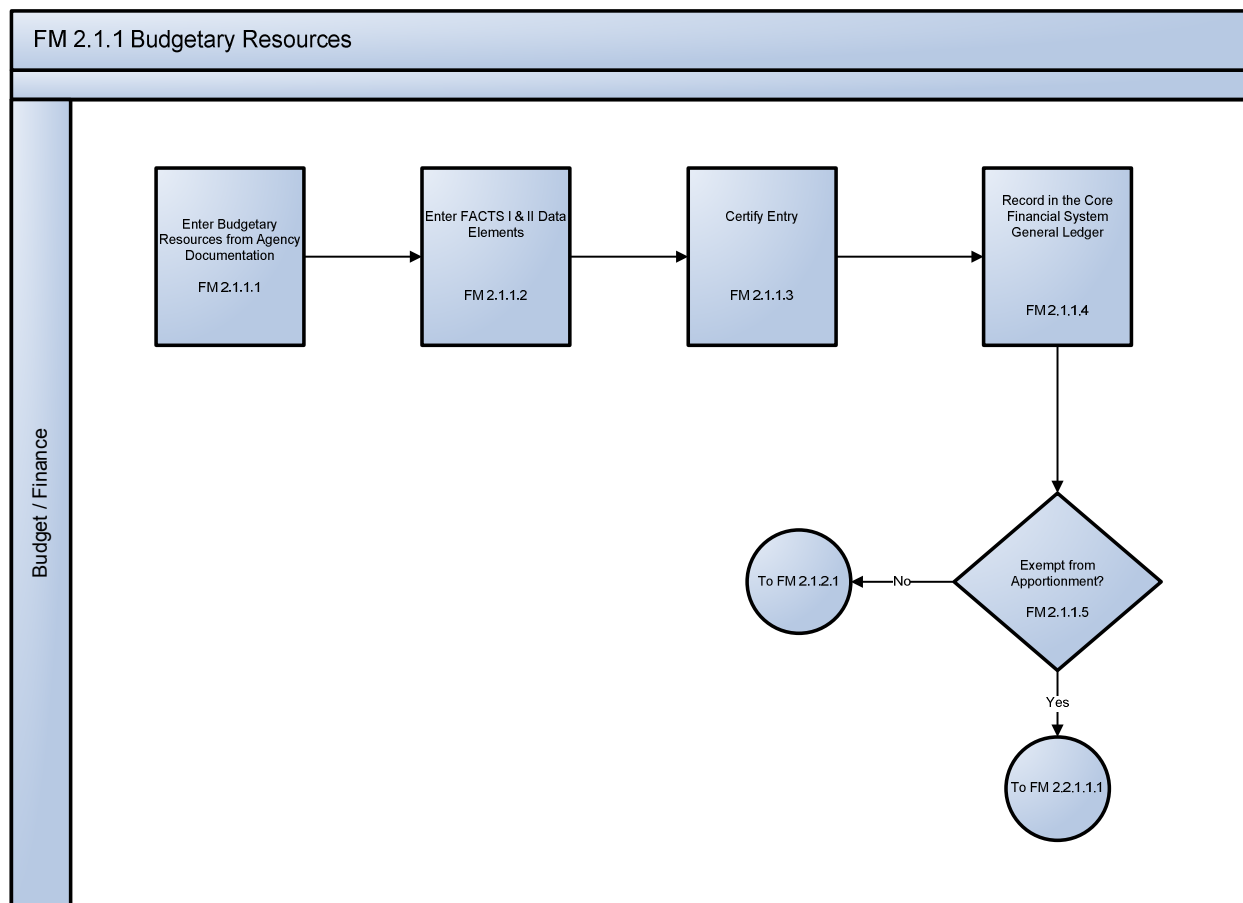 FM 2.1.1 Budgetary Resources
Budget / Finance
Enter Budgetary
Resources from Agency
Documentation
FM 2.1.1.1
Enter FACTS I & II Data
Elements
FM 2.1.1.2
Certify Entry
FM 2.1.1.3
Record in the Core
Financial System
General Ledger
FM 2.1.1.4
Exempt from
Apportionment?
FM 2.1.1.5
No
To FM 2.1.2.1
Yes
To FM 2.2.1.1.1